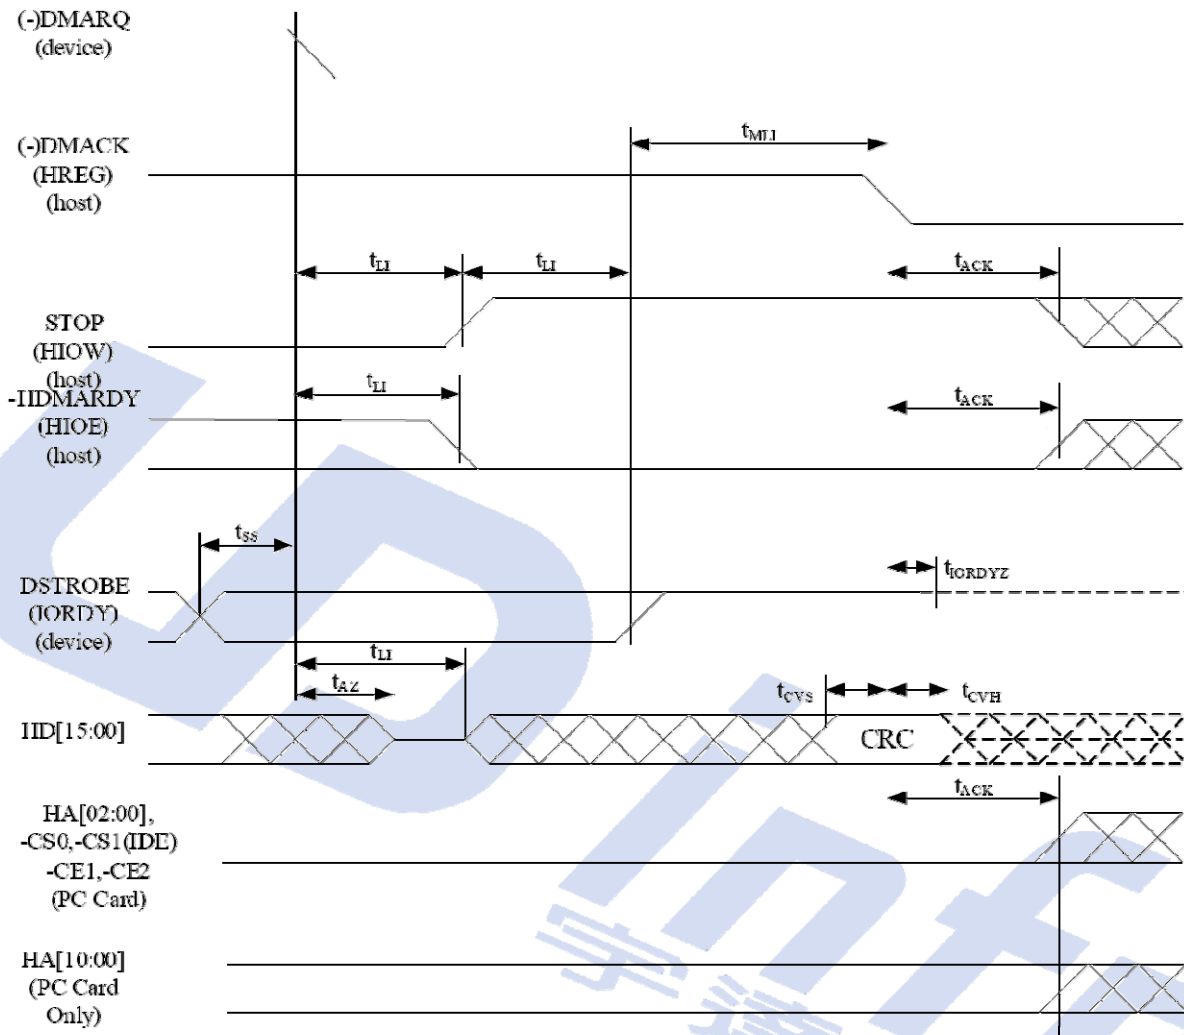 (-)DMARQ
(device)
(-)DMACK
(HREG)
(host)
tMLI
tLI
tLI
tACK
STOP
(HIOW)
(host)
tLI
tACK
-HDMARDY
(HIOE)
(host)
tSS
DSTROBE
(IORDY)
(device)
tIORDYZ
tLI
tAZ
tCVS
tCVH
HD[15:00]
CRC
tACK
HA[02:00],
-CS0,-CS1(IDE)
-CE1,-CE2
(PC Card)
HA[10:00]
(PC Card
Only)
UDinf
宇